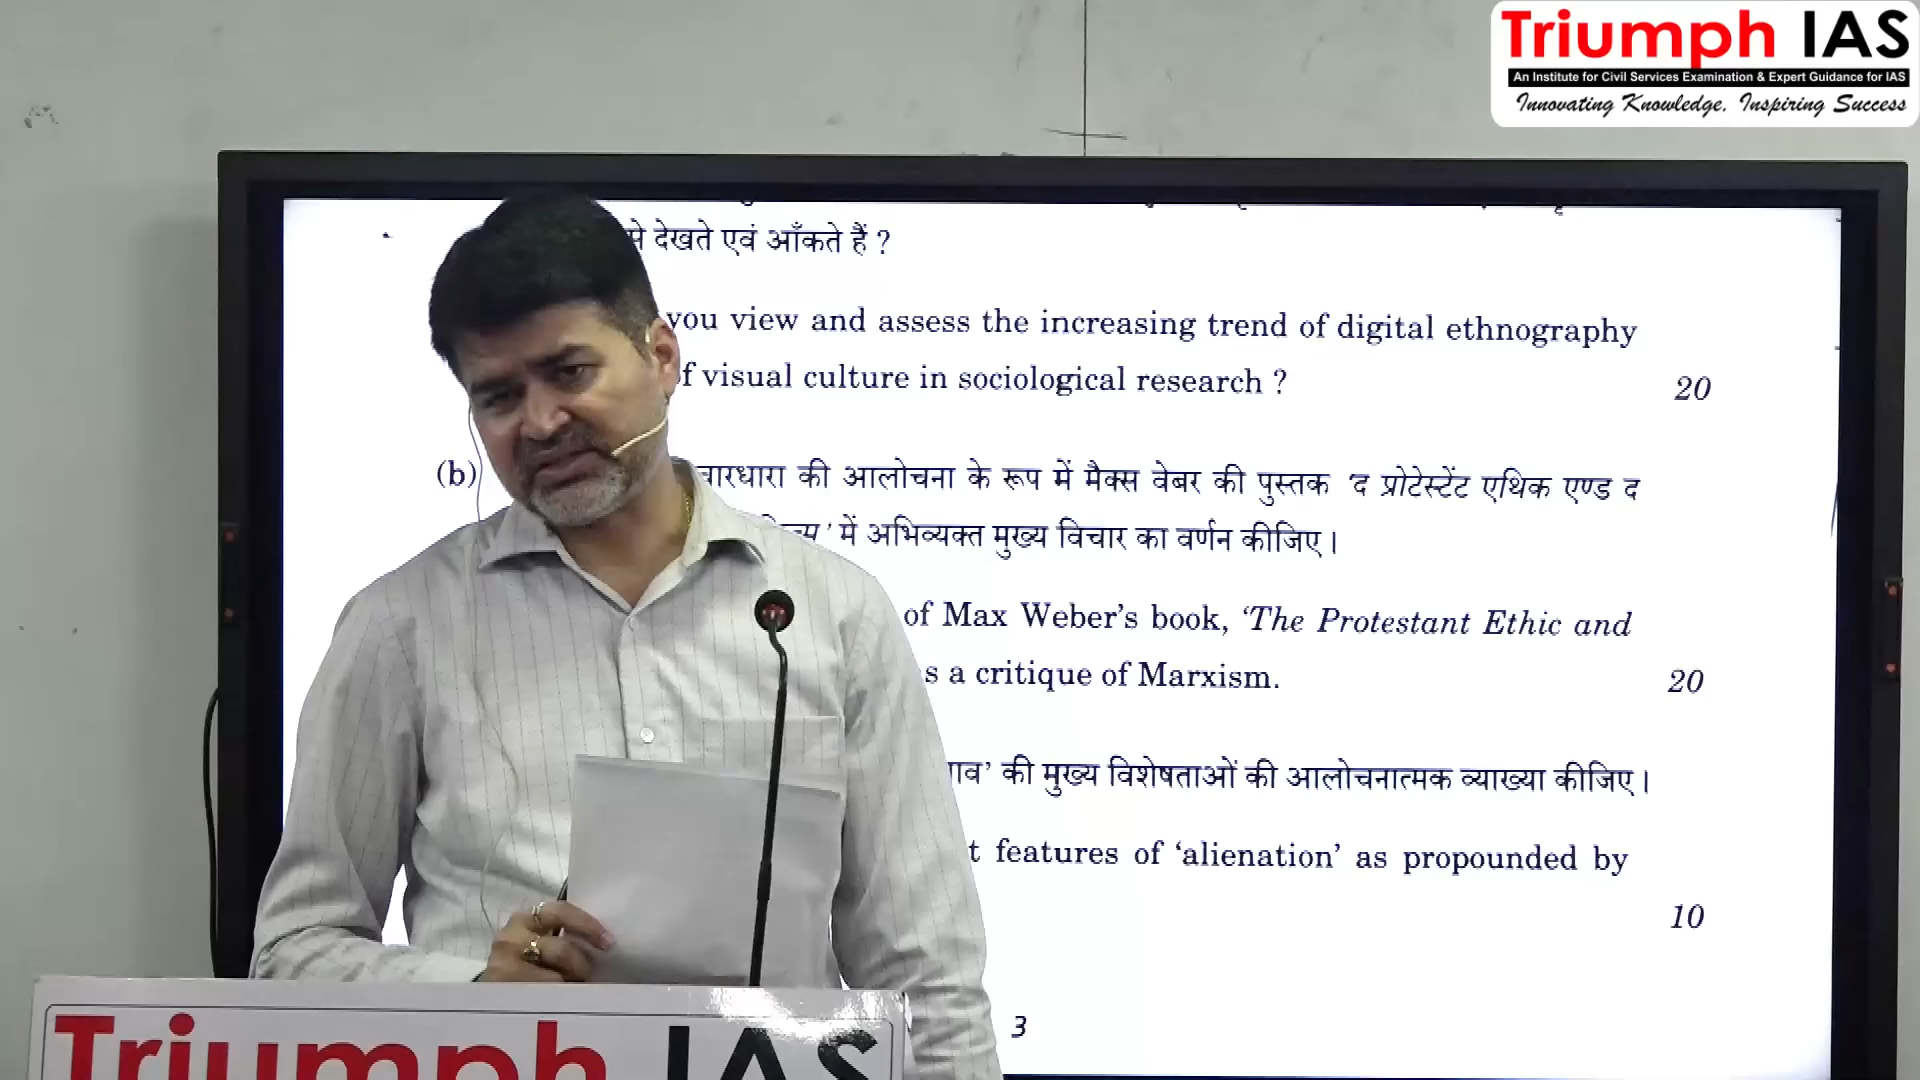 Triumph IAS
An Institute for Civil Services Examination & Expert Guidance for IAS
Innovating Knowledge, Inspiring Success
से देखते एवं आँकते हैं ?
you view and assess the increasing trend of digital ethnography
of visual culture in sociological research ?
20
(b)
की आलोचना के रूप में मैक्स वेबर की पुस्तक ‘द प्रोटेस्टेंट एथिक एण्ड द
में अभिव्यक्त मुख्य विचार का वर्णन कीजिए।
of Max Weber’s book, ‘The Protestant Ethic and
a critique of Marxism.
20
की मुख्य विशेषताओं की आलोचनात्मक व्याख्या कीजिए।
features of ‘alienation’ as propounded by
10
3
Triumph IAS